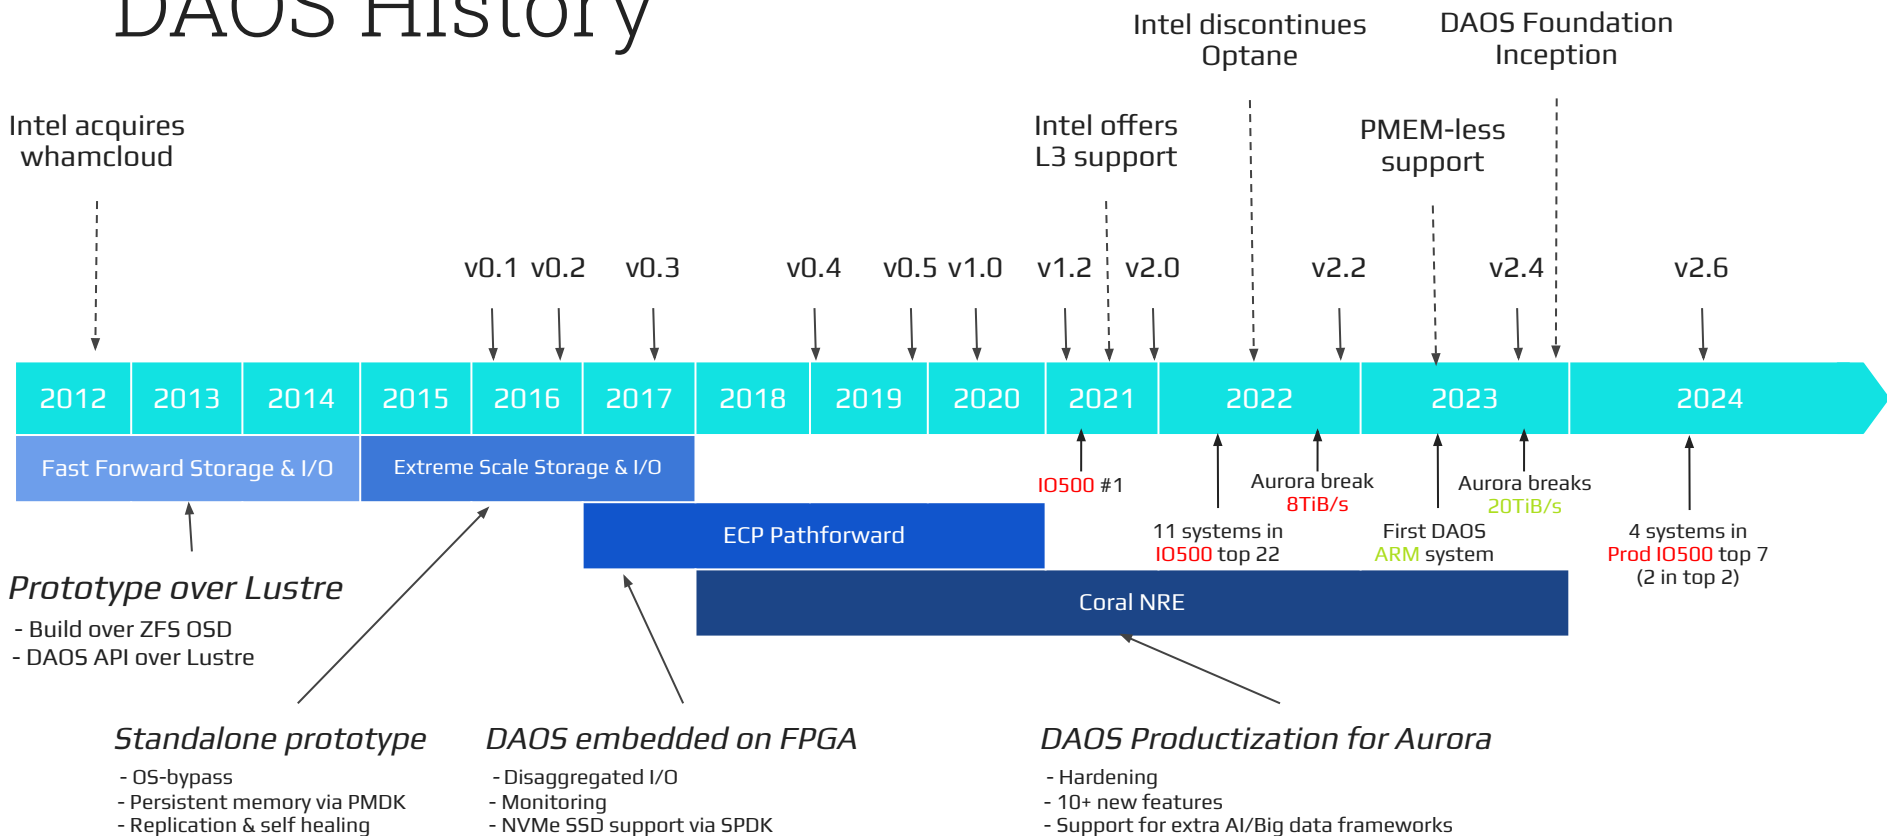 DAOS History
Intel discontinues
Optane
DAOS Foundation
Inception
Intel acquires
whamcloud
Intel offers
L3 support
PMEM-less
support
v0.1 v0.2 v0.3 v0.4 v0.5 v1.0 v1.2 v2.0 v2.2 v2.4 v2.6
2012 2013 2014 2015 2016 2017 2018 2019 2020 2021 2022 2023 2024
Fast Forward Storage & I/O
Extreme Scale Storage & I/O
ECP Pathforward
Coral NRE
IO500 #1
11 systems in
IO500 top 22
Aurora break
8TiB/s
First DAOS
ARM system
Aurora breaks
20TiB/s
4 systems in
Prod IO500 top 7
(2 in top 2)
Prototype over Lustre
- Build over ZFS OSD
- DAOS API over Lustre
Standalone prototype
- OS-bypass
- Persistent memory via PMDK
- Replication & self healing
DAOS embedded on FPGA
- Disaggregated I/O
- Monitoring
- NVMe SSD support via SPDK
DAOS Productization for Aurora
- Hardening
- 10+ new features
- Support for extra AI/Big data frameworks